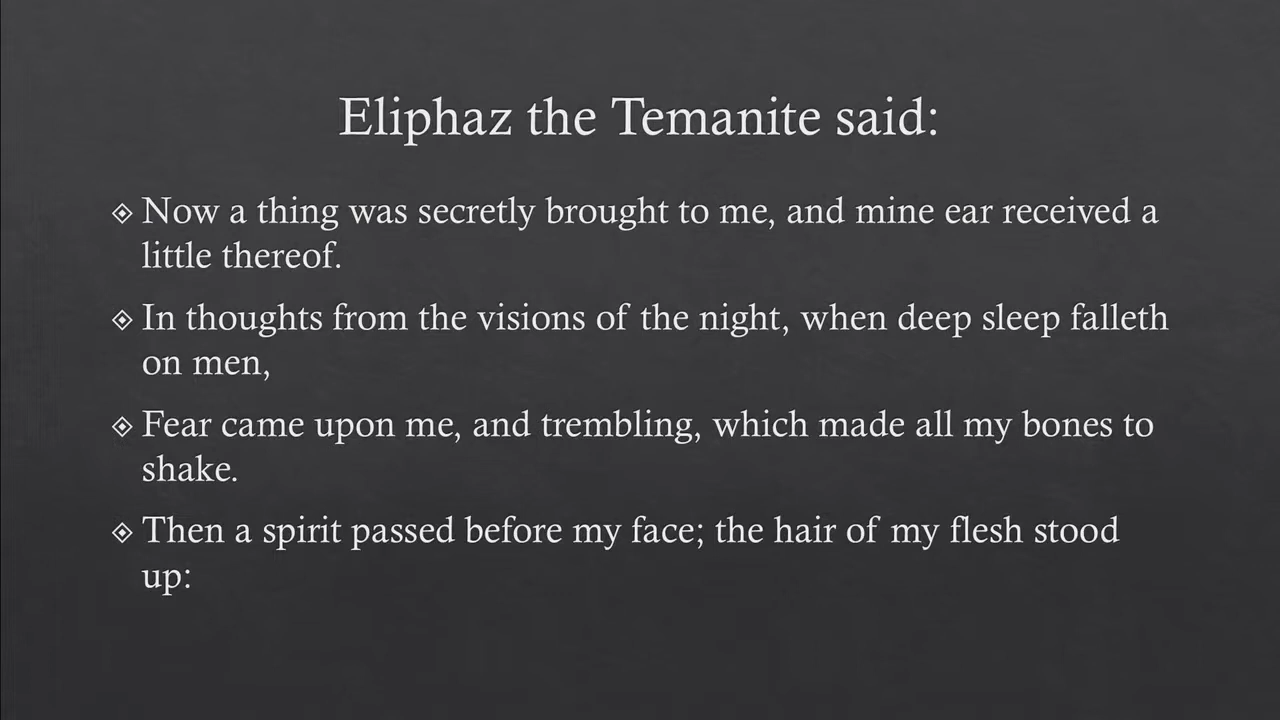 Eliphaz the Temanite said:
Now a thing was secretly brought to me, and mine ear received a
little thereof.
In thoughts from the visions of the night, when deep sleep falleth
on men,
Fear came upon me, and trembling, which made all my bones to
shake.
Then a spirit passed before my face; the hair of my flesh stood
up: